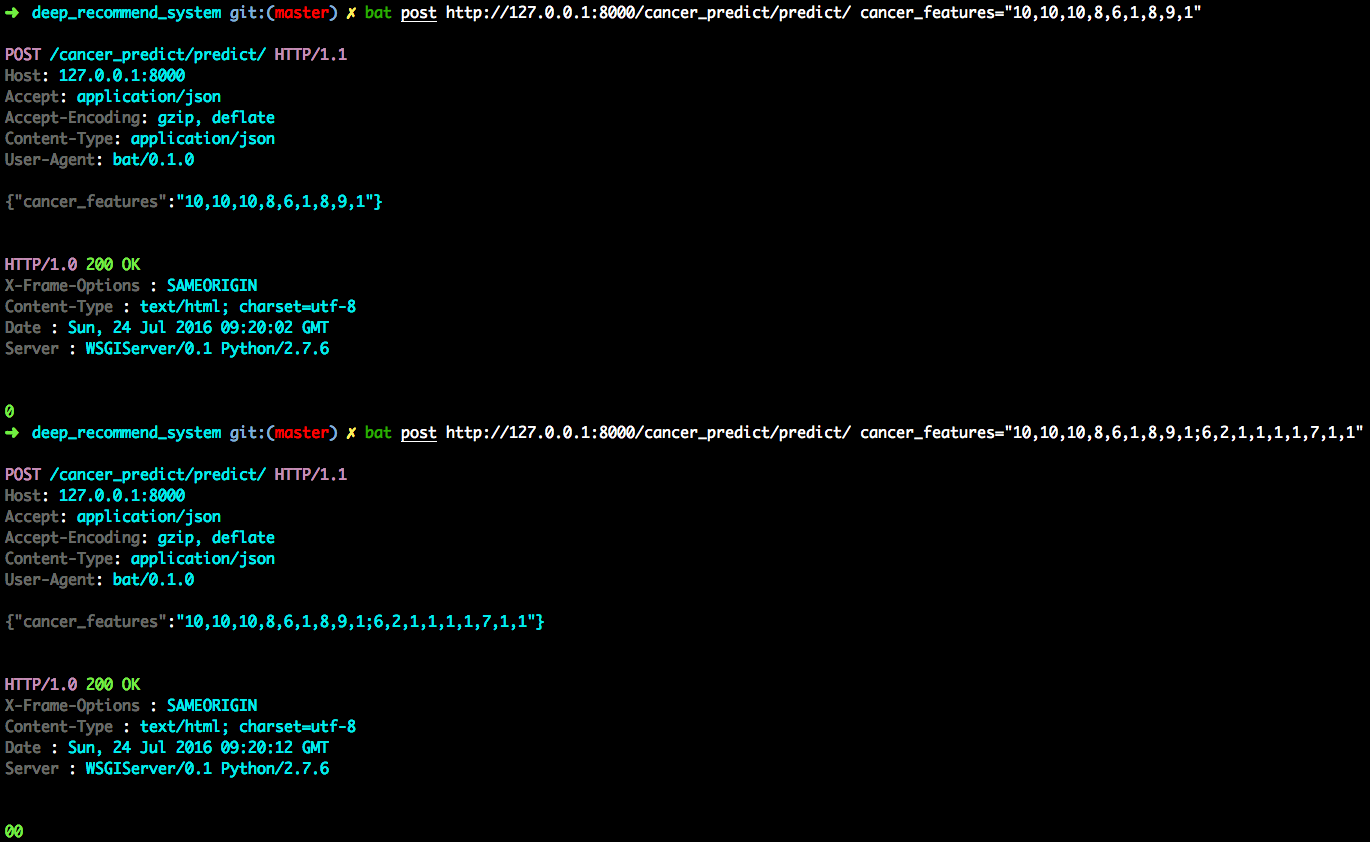 ➜ deep_recommend_system git:(master) ✗ bat post http://127.0.0.1:8000/cancer_predict/predict/ cancer_features="10,10,10,8,6,1,8,9,1"
POST /cancer_predict/predict/ HTTP/1.1
Host: 127.0.0.1:8000
Accept: application/json
Accept-Encoding: gzip, deflate
Content-Type: application/json
User-Agent: bat/0.1.0
{"cancer_features":"10,10,10,8,6,1,8,9,1"}
HTTP/1.0 200 OK
X-Frame-Options : SAMEORIGIN
Content-Type : text/html; charset=utf-8
Date : Sun, 24 Jul 2016 09:20:02 GMT
Server : WSGIServer/0.1 Python/2.7.6
0
➜ deep_recommend_system git:(master) ✗ bat post http://127.0.0.1:8000/cancer_predict/predict/ cancer_features="10,10,10,8,6,1,8,9,1;6,2,1,1,1,1,7,1,1"
POST /cancer_predict/predict/ HTTP/1.1
Host: 127.0.0.1:8000
Accept: application/json
Accept-Encoding: gzip, deflate
Content-Type: application/json
User-Agent: bat/0.1.0
{"cancer_features":"10,10,10,8,6,1,8,9,1;6,2,1,1,1,1,7,1,1"}
HTTP/1.0 200 OK
X-Frame-Options : SAMEORIGIN
Content-Type : text/html; charset=utf-8
Date : Sun, 24 Jul 2016 09:20:12 GMT
Server : WSGIServer/0.1 Python/2.7.6
00